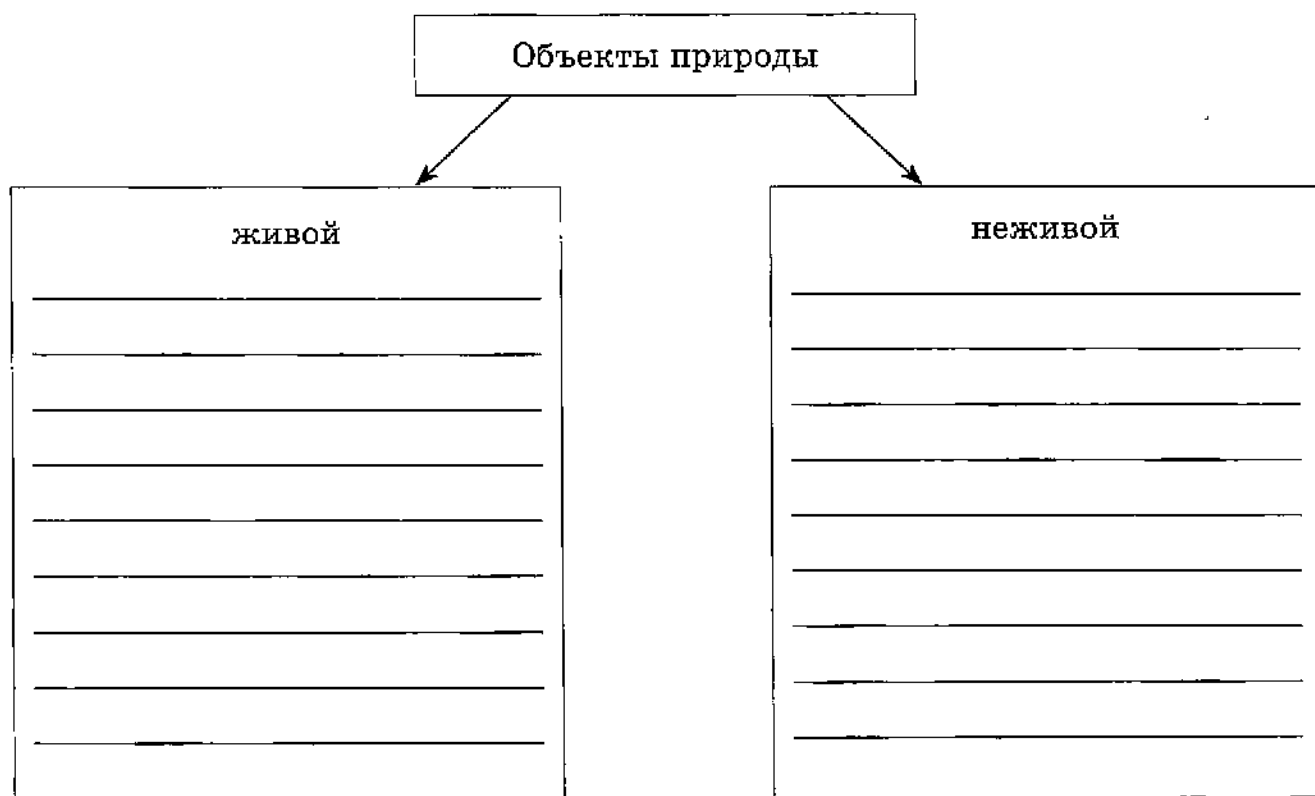 Объекты природы
живой
неживой